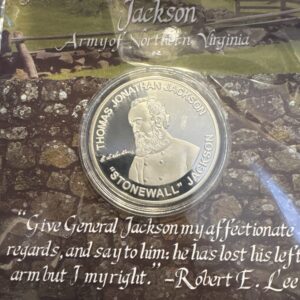 Jackson
Army of Northern Virginia
THOMAS JONATHAN JACKSON
"STONEWALL" JACKSON
"Give General Jackson my affectionate
regards, and say to him: he has lost his left
arm but I my right." -Robert E. Lee